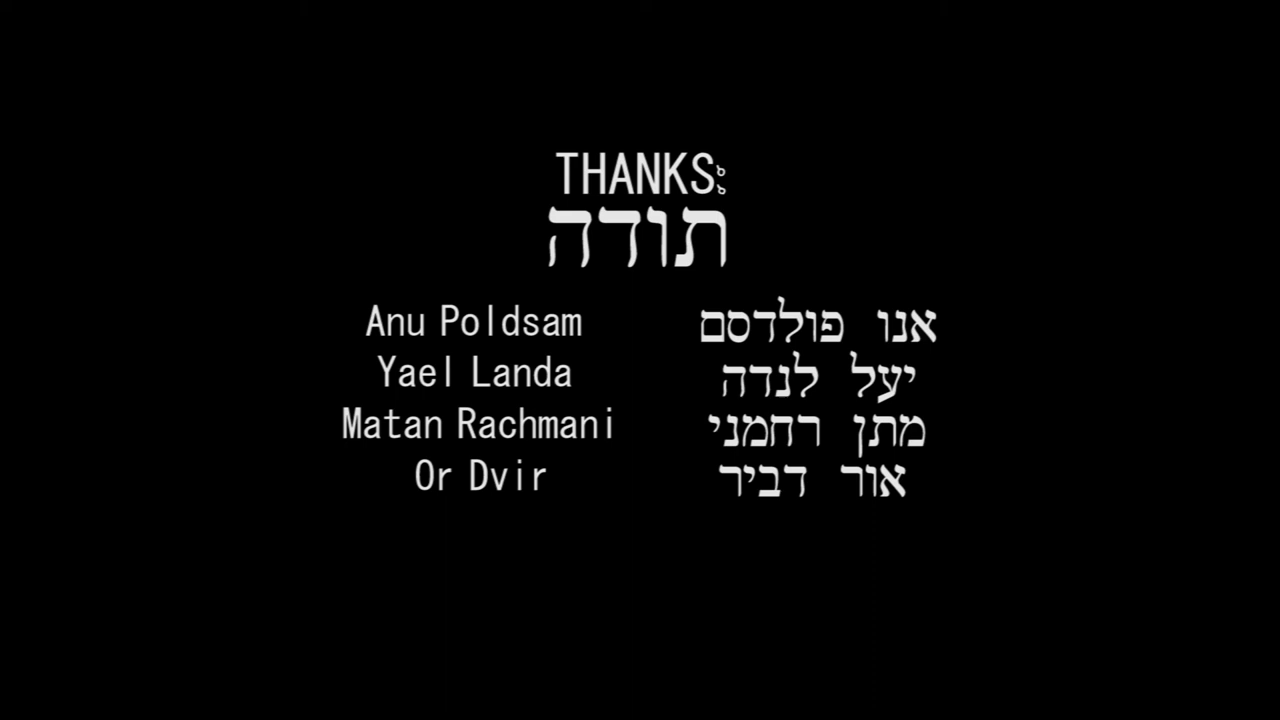 THANKS:
תודה
Anu Poldsam אנו פולדסם
Yael Landa יעל לנדה
Matan Rachmani מתן רחמני
Or Dvir אור דביר